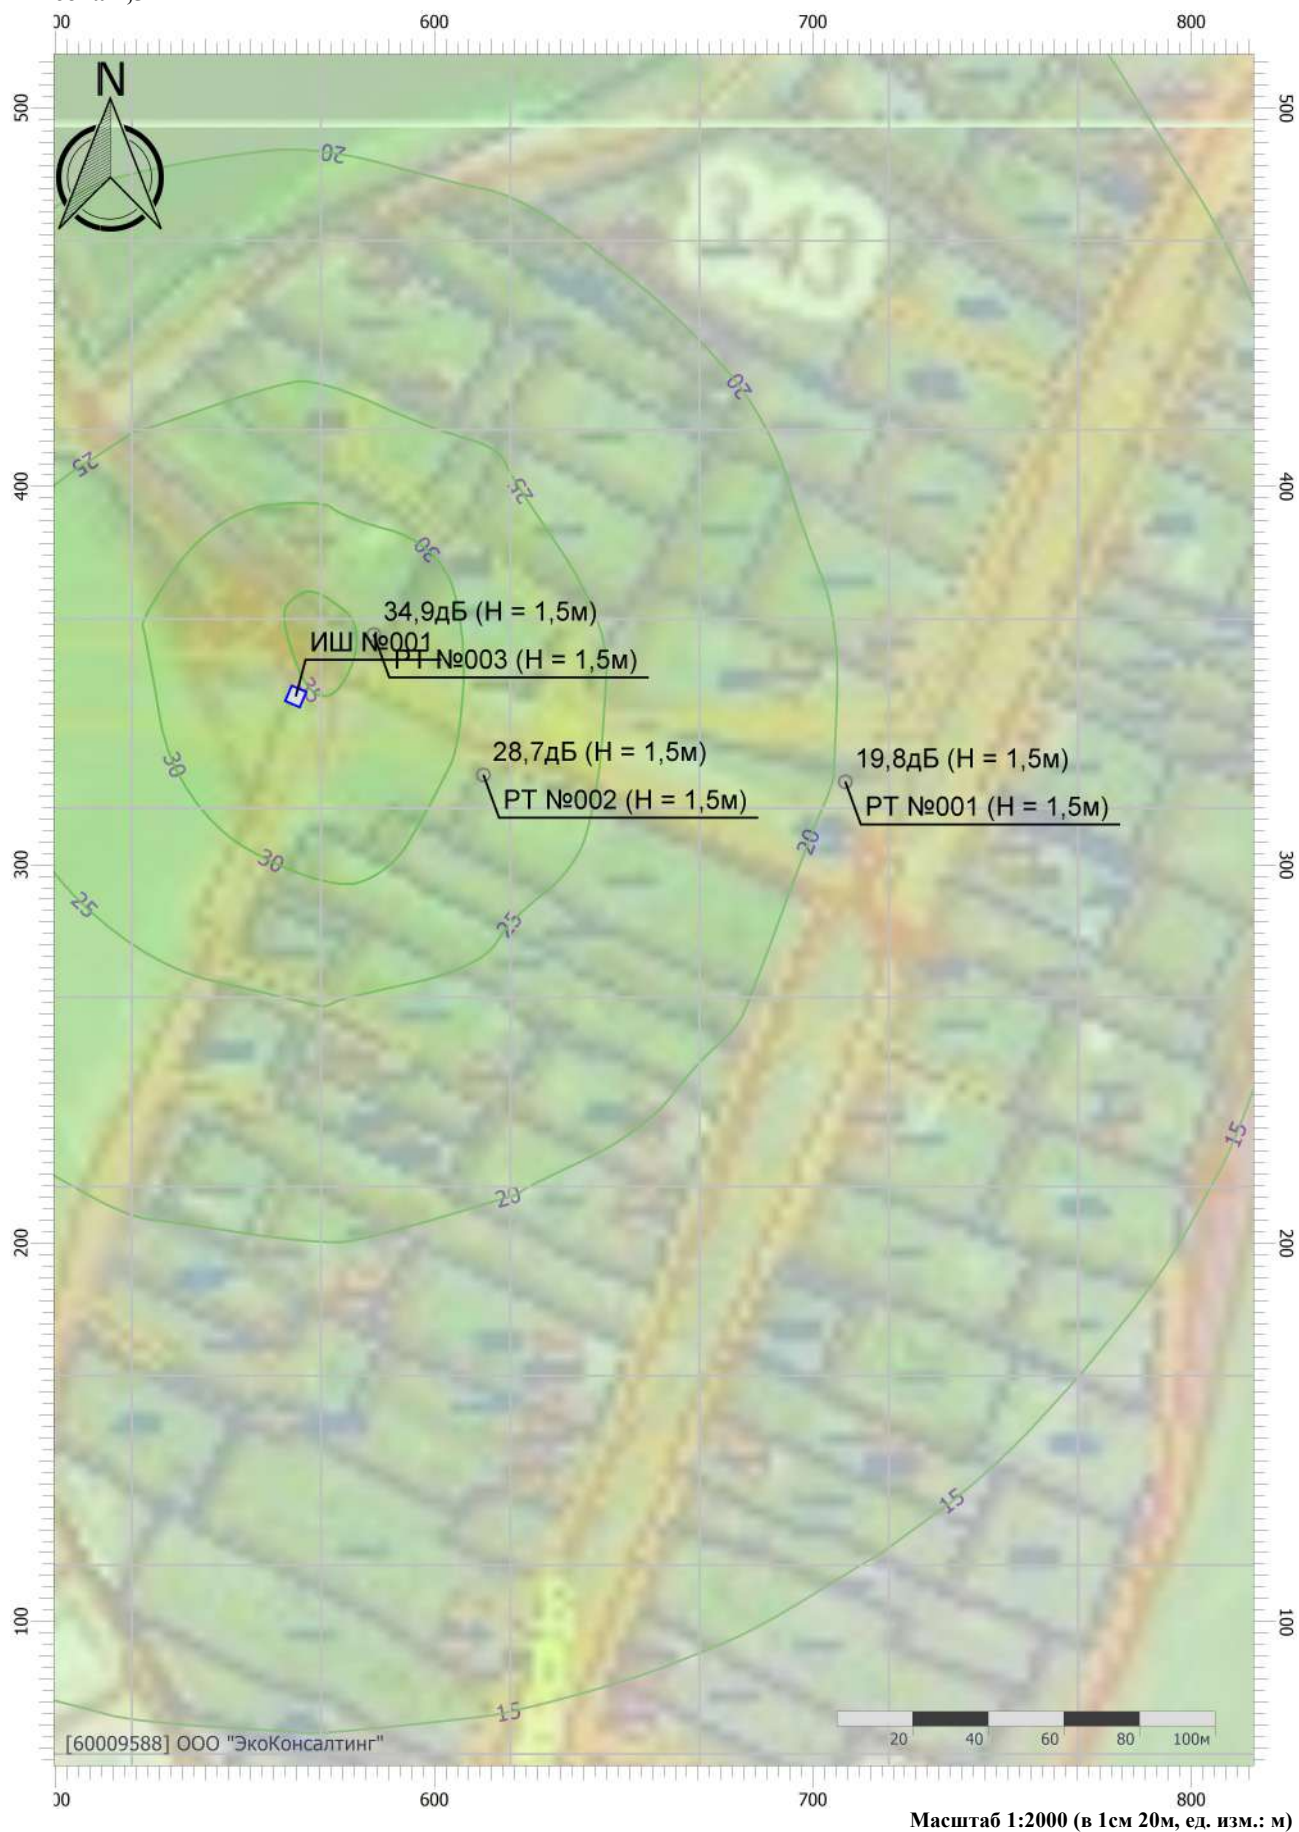 600 700 800
N
500 500
20
143
20
25
400 25 400
30
34,9дБ (H = 1,5м)
ИШ №001
РТ №003 (H = 1,5м)
35
28,7дБ (H = 1,5м)
19,8дБ (H = 1,5м)
30
РТ №002 (H = 1,5м)
РТ №001 (H = 1,5м)
20
300 30 300
25 25
15
20
200 200
15
100 100
15
20 40 60 80 100м
[60009588] ООО "ЭкоКонсалтинг"
600 700 800
Масштаб 1:2000 (в 1см 20м, ед. изм.: м)